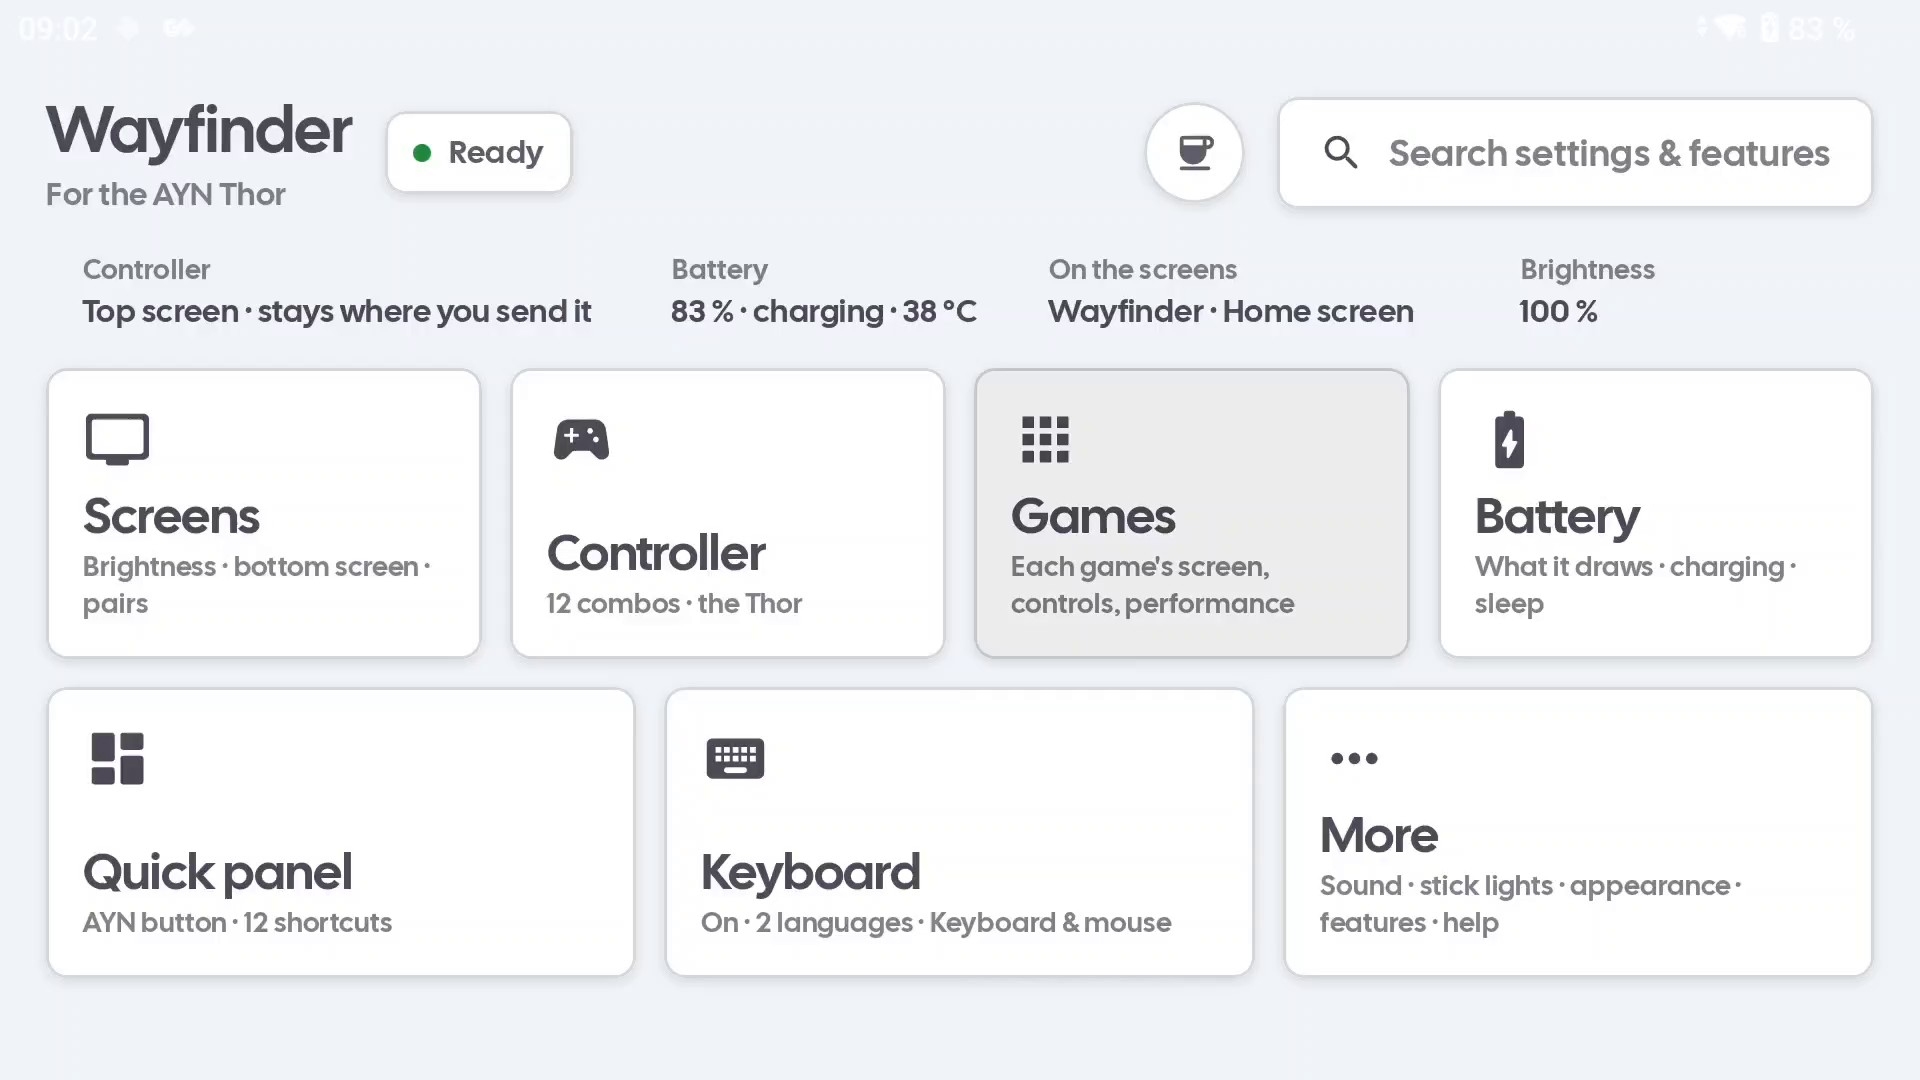 09:02
83 %
Wayfinder
For the AYN Thor
Ready
Search settings & features
Controller
Top screen · stays where you send it
Battery
83 % · charging · 38 °C
On the screens
Wayfinder · Home screen
Brightness
100 %
Screens
Brightness · bottom screen ·
pairs
Controller
12 combos · the Thor
Games
Each game's screen,
controls, performance
Battery
What it draws · charging ·
sleep
Quick panel
AYN button · 12 shortcuts
Keyboard
On · 2 languages · Keyboard & mouse
More
Sound · stick lights · appearance ·
features · help